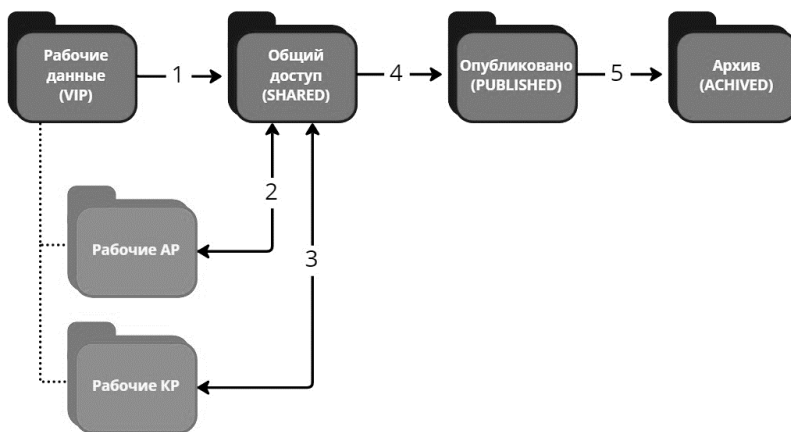 Рабочие
данные
(VIP)
1
Общий
доступ
(SHARED)
4
Опубликовано
(PUBLISHED)
5
Архив
(ACHIVED)
2
Рабочие АР
3
Рабочие КР